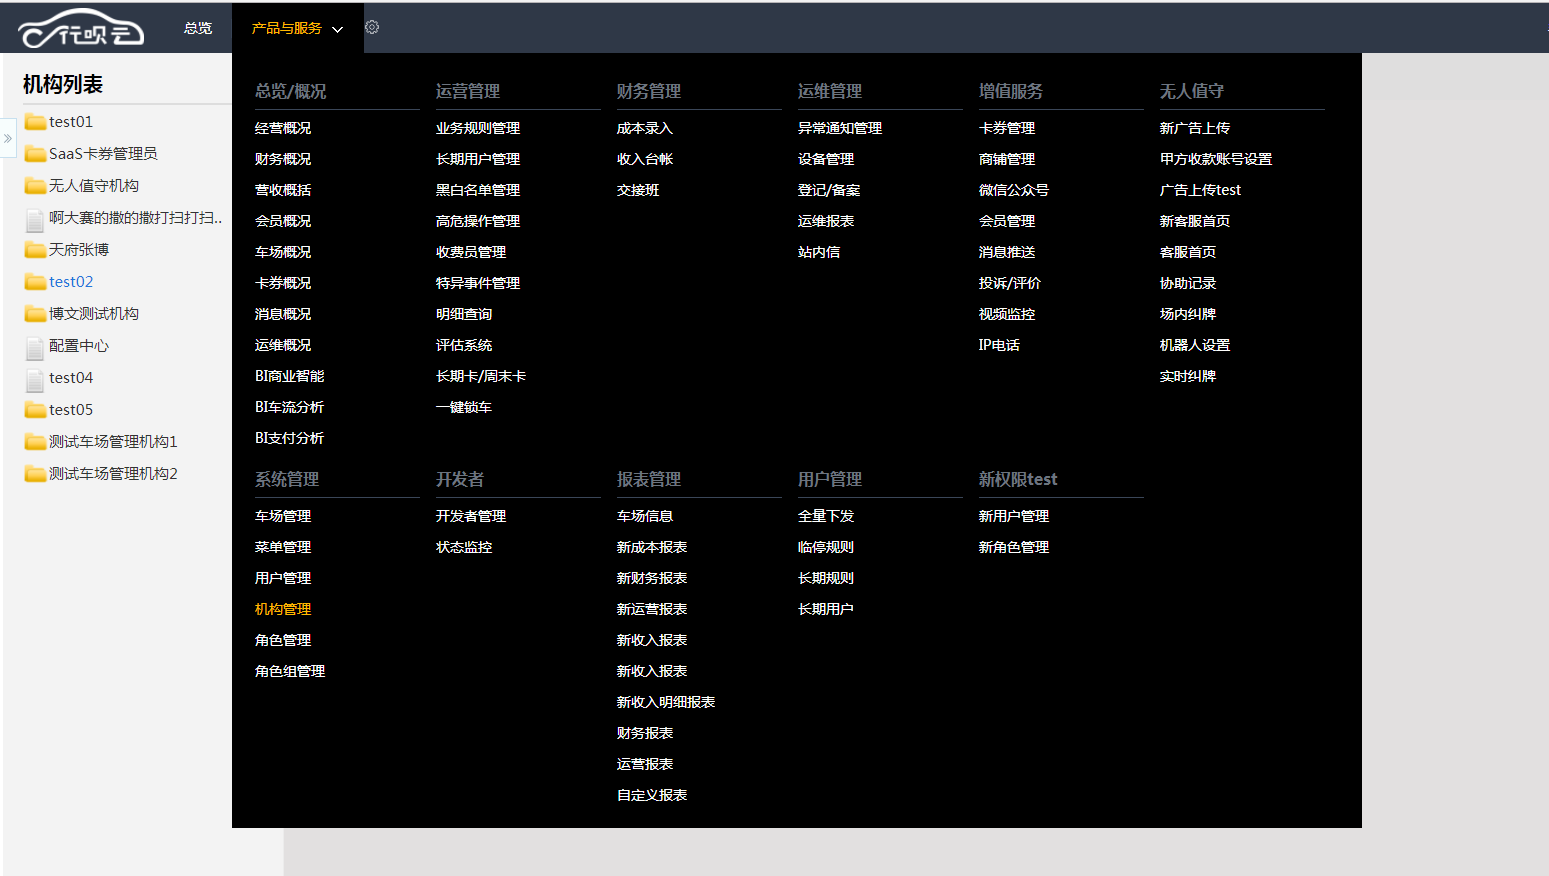 行呗云
总览
产品与服务
机构列表
test01
SaaS卡券管理员
无人值守机构
啊大赛的撒的撒打扫打扫..
天府张博
test02
博文测试机构
配置中心
test04
test05
测试车场管理机构1
测试车场管理机构2
总览/概况
经营概况
财务概况
营收概括
会员概况
车场概况
卡券概况
消息概况
运维概况
BI商业智能
BI车流分析
BI支付分析
运营管理
业务规则管理
长期用户管理
黑白名单管理
高危操作管理
收费员管理
特异事件管理
明细查询
评估系统
长期卡/周末卡
一键锁车
财务管理
成本录入
收入台帐
交接班
运维管理
异常通知管理
设备管理
登记/备案
运维报表
站内信
增值服务
卡券管理
商铺管理
微信公众号
会员管理
消息推送
投诉/评价
视频监控
IP电话
无人值守
新广告上传
甲方收款账号设置
广告上传test
新客服首页
客服首页
协助记录
场内纠牌
机器人设置
实时纠牌
系统管理
车场管理
菜单管理
用户管理
机构管理
角色管理
角色组管理
开发者
开发者管理
状态监控
报表管理
车场信息
新成本报表
新财务报表
新运营报表
新收入报表
新收入报表
新收入明细报表
财务报表
运营报表
自定义报表
用户管理
全量下发
临停规则
长期规则
长期用户
新权限test
新用户管理
新角色管理